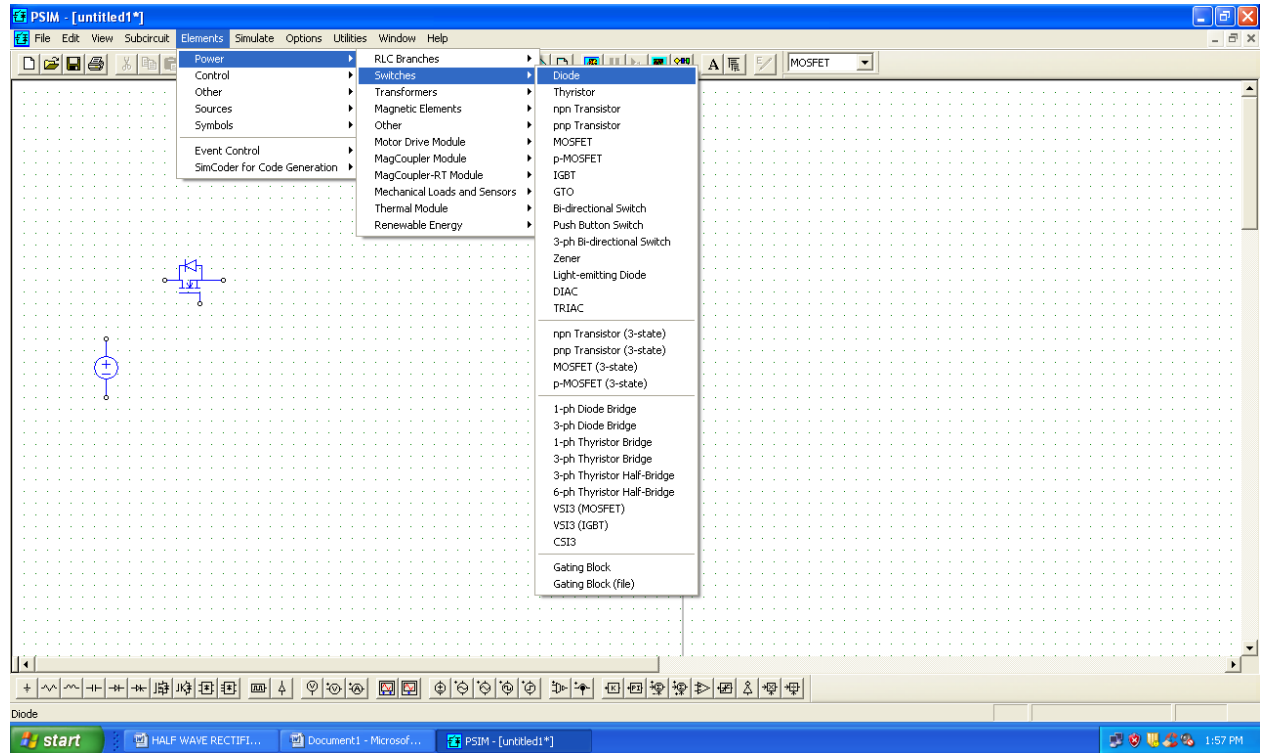 PSIM - [untitled1*]
File Edit View Subcircuit Elements Simulate Options Utilities Window Help
MOSFET
Power
Control
Other
Sources
Symbols
Event Control
SimCoder for Code Generation
RLC Branches
Switches
Transformers
Magnetic Elements
Other
Motor Drive Module
MagCoupler Module
MagCoupler-RT Module
Mechanical Loads and Sensors
Thermal Module
Renewable Energy
Diode
Thyristor
npn Transistor
pnp Transistor
MOSFET
p-MOSFET
IGBT
GTO
Bi-directional Switch
Push Button Switch
3-ph Bi-directional Switch
Zener
Light-emitting Diode
DIAC
TRIAC
npn Transistor (3-state)
pnp Transistor (3-state)
MOSFET (3-state)
p-MOSFET (3-state)
1-ph Diode Bridge
3-ph Diode Bridge
1-ph Thyristor Bridge
3-ph Thyristor Bridge
3-ph Thyristor Half-Bridge
6-ph Thyristor Half-Bridge
VSI3 (MOSFET)
VSI3 (IGBT)
CSI3
Gating Block
Gating Block (file)
Diode
start HALF WAVE RECTIFI... Document1 - Microsof... PSIM - [untitled1*] 1:57 PM